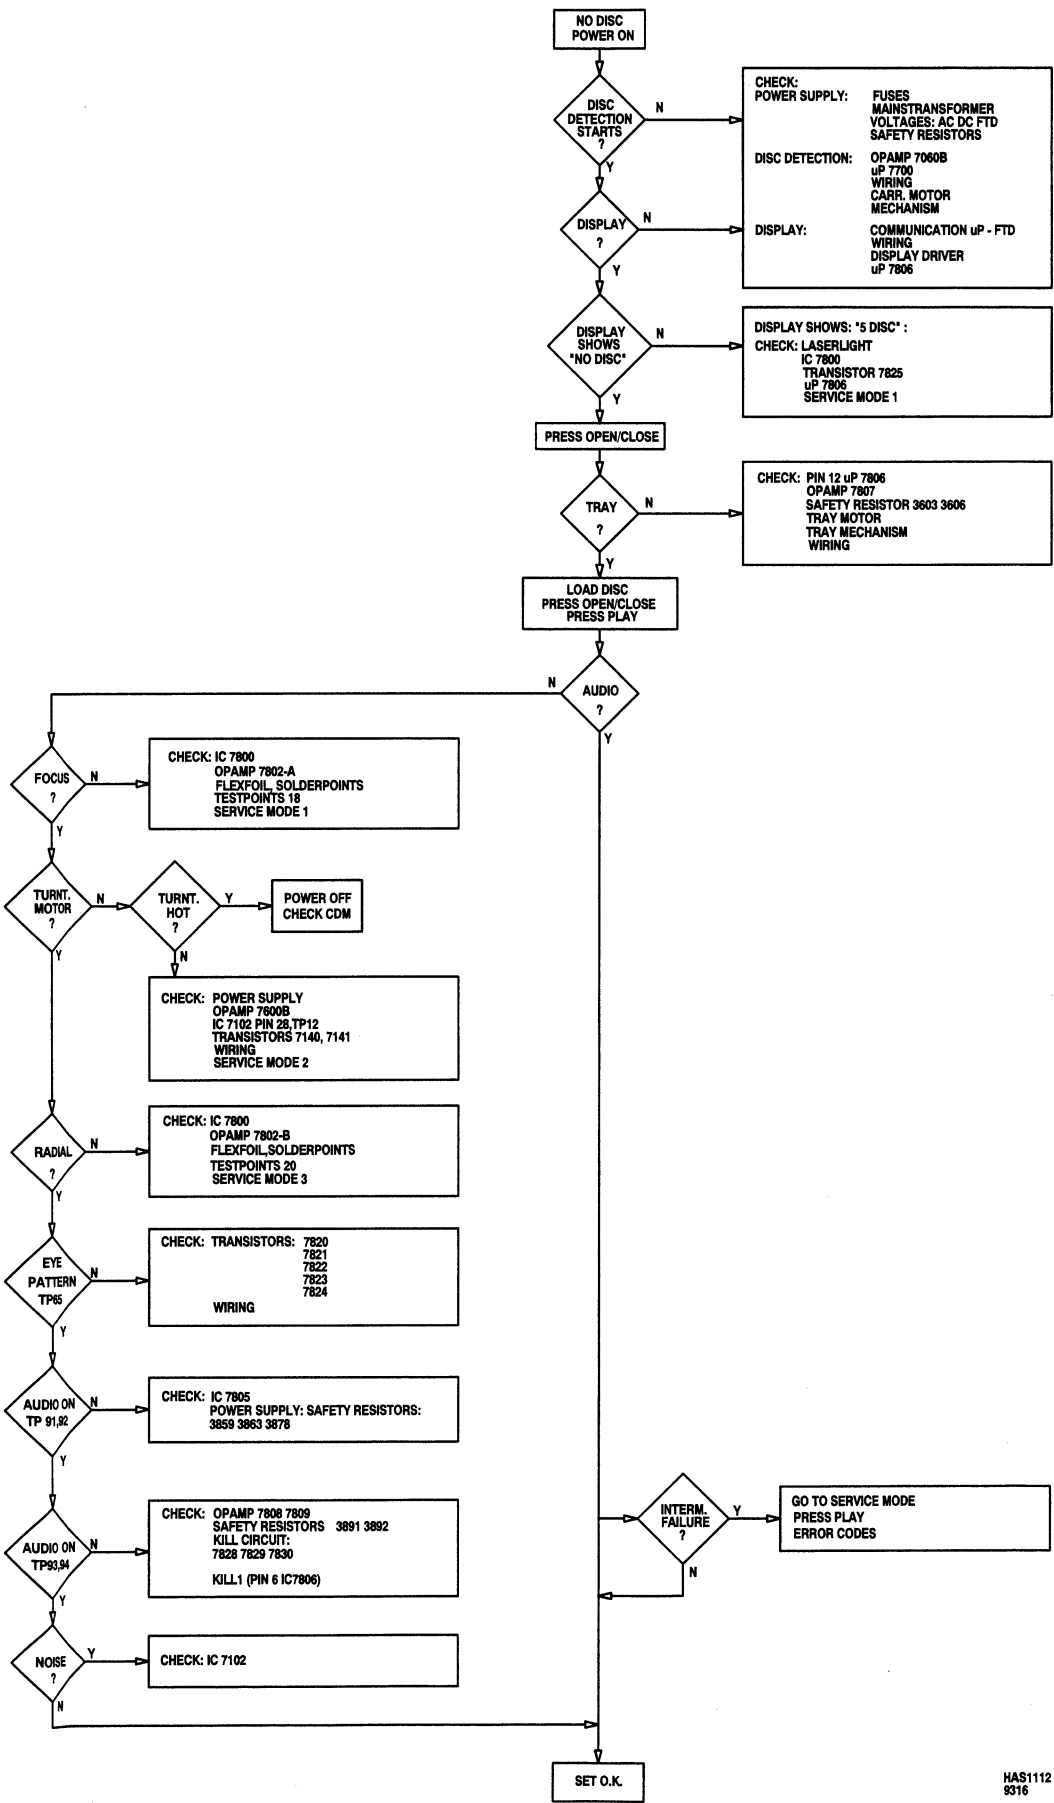 NO DISC
POWER ON
DISC
DETECTION
STARTS
?
N
Y
CHECK:
POWER SUPPLY: FUSES
MAINSTRANSFORMER
VOLTAGES: AC DC FTD
SAFETY RESISTORS
DISC DETECTION: OPAMP 7060B
uP 7700
WIRING
CARR. MOTOR
MECHANISM
DISPLAY: COMMUNICATION uP - FTD
WIRING
DISPLAY DRIVER
uP 7806
DISPLAY
?
N
Y
DISPLAY
SHOWS
"NO DISC"
N
Y
DISPLAY SHOWS: "5 DISC" :
CHECK: LASERLIGHT
IC 7800
TRANSISTOR 7825
uP 7806
SERVICE MODE 1
PRESS OPEN/CLOSE
TRAY
?
N
Y
CHECK: PIN 12 uP 7806
OPAMP 7807
SAFETY RESISTOR 3603 3606
TRAY MOTOR
TRAY MECHANISM
WIRING
LOAD DISC
PRESS OPEN/CLOSE
PRESS PLAY
AUDIO
?
N
Y
FOCUS
?
N
Y
CHECK: IC 7800
OPAMP 7802-A
FLEXFOIL, SOLDERPOINTS
TESTPOINTS 18
SERVICE MODE 1
TURNT.
MOTOR
?
N
Y
TURNT.
HOT
?
Y
N
POWER OFF
CHECK CDM
CHECK: POWER SUPPLY
OPAMP 7600B
IC 7102 PIN 28,TP12
TRANSISTORS 7140, 7141
WIRING
SERVICE MODE 2
RADIAL
?
N
Y
CHECK: IC 7800
OPAMP 7802-B
FLEXFOIL,SOLDERPOINTS
TESTPOINTS 20
SERVICE MODE 3
EYE
PATTERN
TP65
N
Y
CHECK: TRANSISTORS: 7820
7821
7822
7823
7824
WIRING
AUDIO ON
TP 91,92
N
Y
CHECK: IC 7805
POWER SUPPLY: SAFETY RESISTORS:
3859 3863 3878
AUDIO ON
TP93,94
N
Y
CHECK: OPAMP 7808 7809
SAFETY RESISTORS 3891 3892
KILL CIRCUIT:
7828 7829 7830
KILL1 (PIN 6 IC7806)
INTERM.
FAILURE
?
Y
N
GO TO SERVICE MODE
PRESS PLAY
ERROR CODES
NOISE
?
Y
N
CHECK: IC 7102
SET O.K.
HAS1112
9316